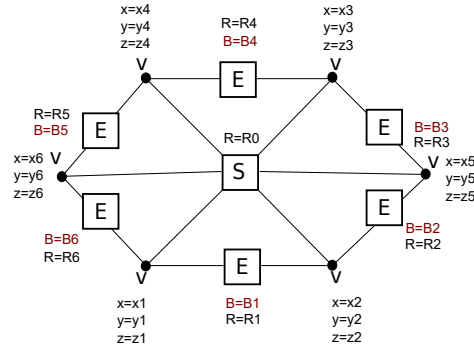 x=x4
y=y4
z=z4
V
R=R4
B=B4
E
x=x3
y=y3
z=z3
V
R=R5
B=B5
E
E
B=B3
R=R3
R=R0
S
x=x6
y=y6
z=z6
V
V
x=x5
y=y5
z=z5
E
B=B6
R=R6
E
B=B2
R=R2
V
x=x1
y=y1
z=z1
E
B=B1
R=R1
V
x=x2
y=y2
z=z2